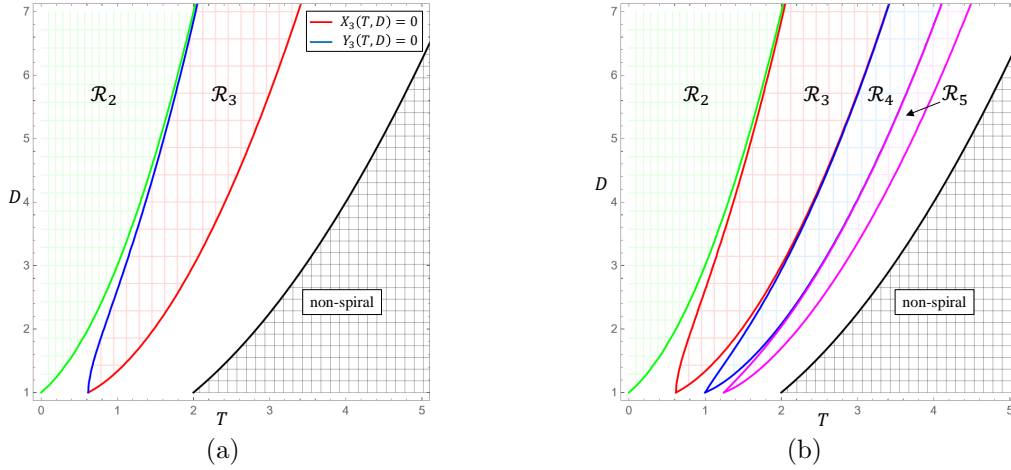 7
6
5
4
3
2
1
0
1
2
3
4
5
D
T
R₂
R₃
X₃(T,D) = 0
Y₃(T,D) = 0
non-spiral
(a)
7
6
5
4
3
2
1
0
1
2
3
4
5
D
T
R₂
R₃
R₄
R₅
non-spiral
(b)